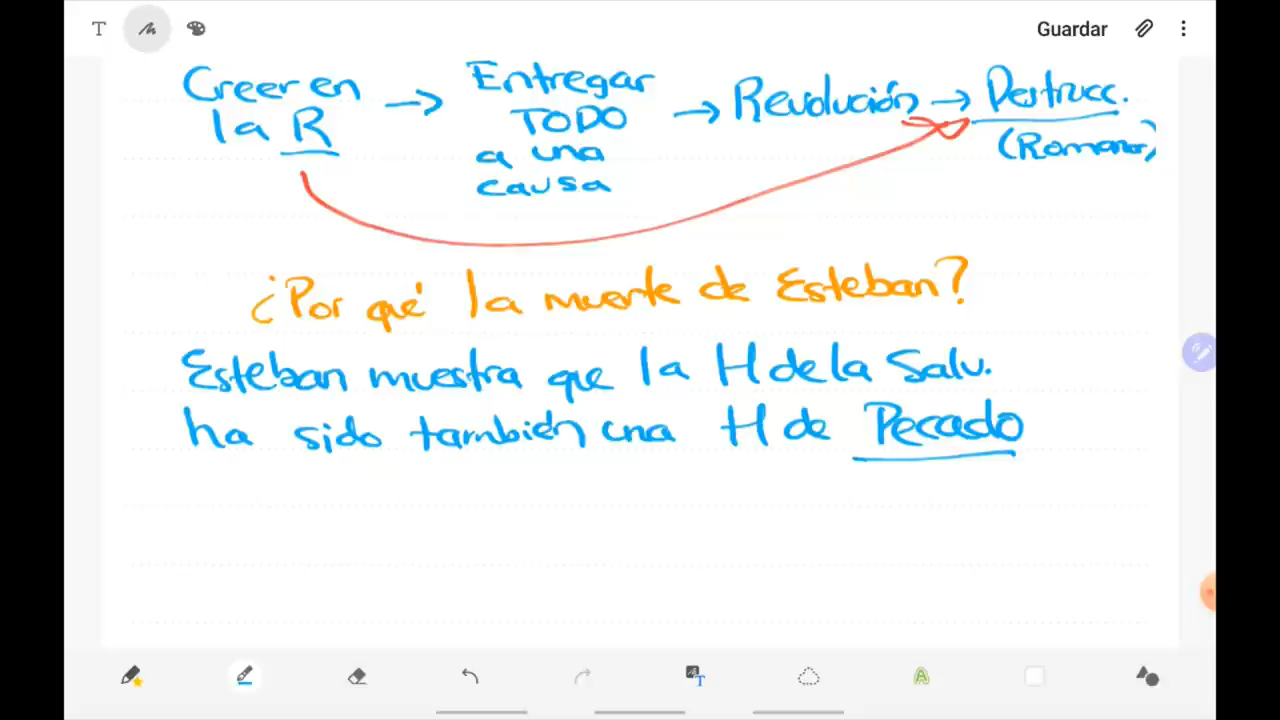 T
Guardar
Creer en → Entregar → Revolución → Destrucc.
la R TODO (Romanos)
a una
causa
¿Por qué la muerte de Esteban?
Esteban muestra que la H de la Salv.
ha sido también una H de Pecado